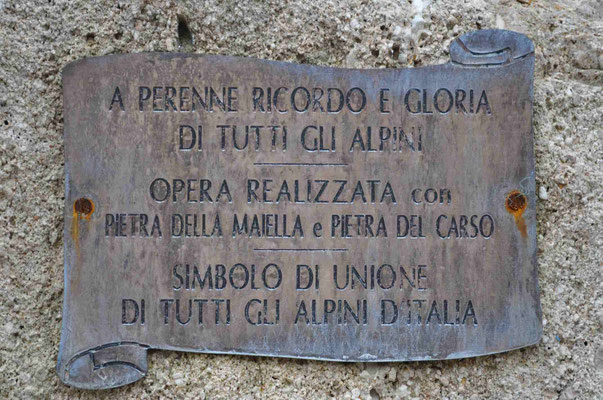 A PERENNE RICORDO E GLORIA
DI TUTTI GLI ALPINI
OPERA REALIZZATA con
PIETRA DELLA MAIELLA e PIETRA DEL CARSO
SIMBOLO DI UNIONE
DI TUTTI GLI ALPINI D'ITALIA